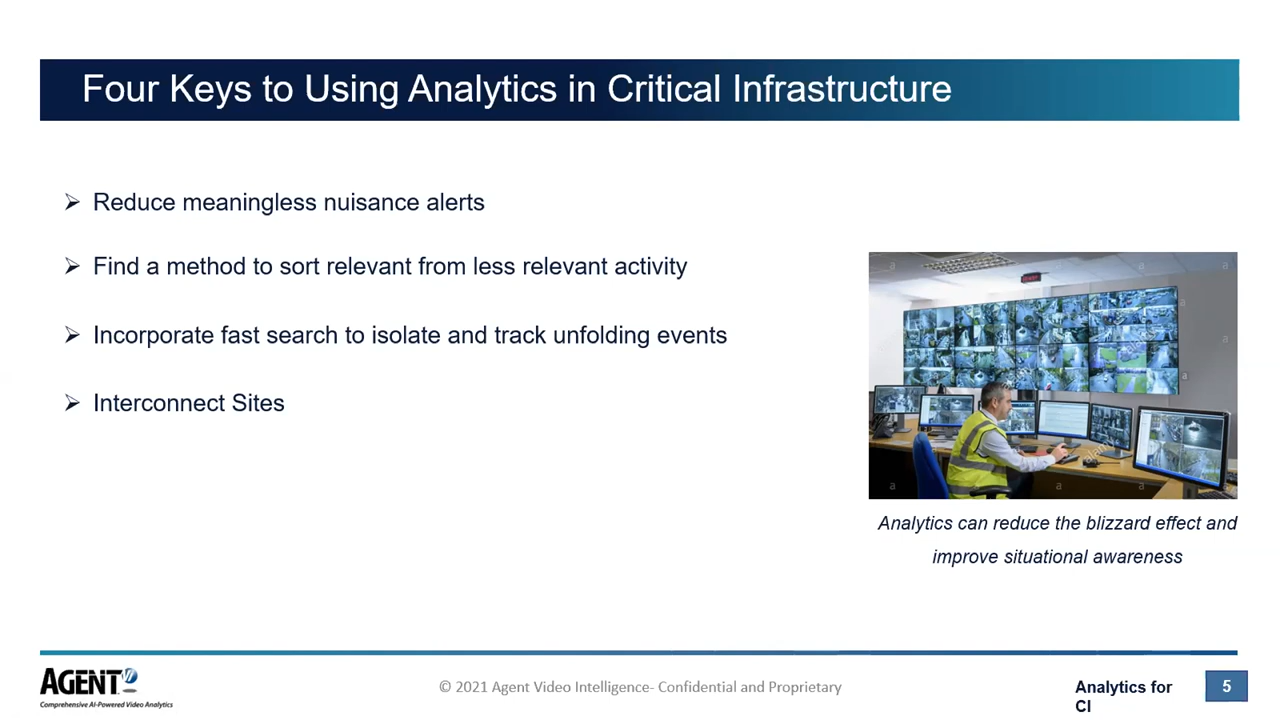 Four Keys to Using Analytics in Critical Infrastructure
Reduce meaningless nuisance alerts
Find a method to sort relevant from less relevant activity
Incorporate fast search to isolate and track unfolding events
Interconnect Sites
Analytics can reduce the blizzard effect and
improve situational awareness
AGENT Vi
Comprehensive AI-Powered Video Analytics
© 2021 Agent Video Intelligence- Confidential and Proprietary
Analytics for
CI
5